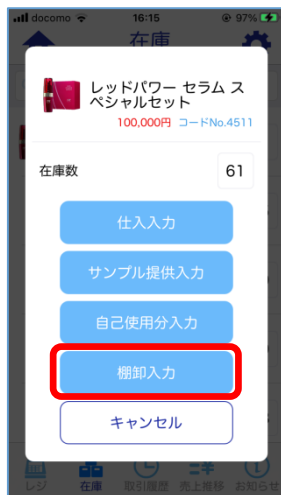 docomo 16:15 97%
在庫
レッドパワー セラム ス
ペシャルセット
100,000円 コードNo.4511
在庫数 61
仕入入力
サンプル提供入力
自己使用分入力
棚卸入力
キャンセル
レジ 在庫 取引履歴 売上推移 お知らせ